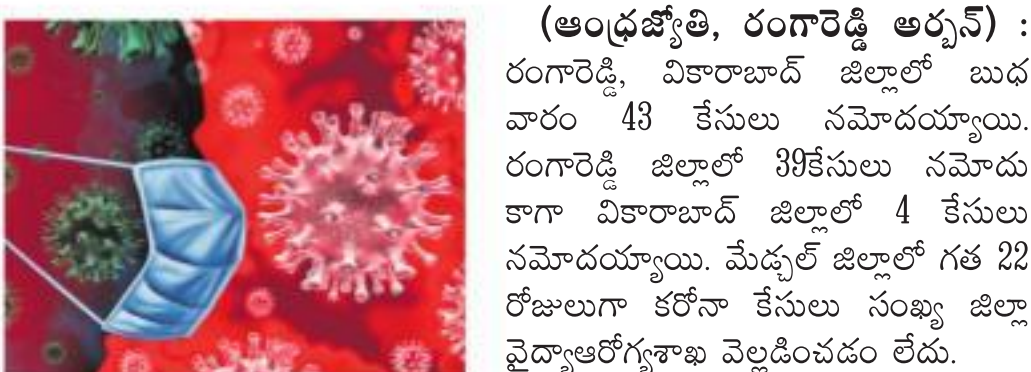 (ఆంధ్రజ్యోతి, రంగారెడ్డి అర్బన్) :
రంగారెడ్డి, వికారాబాద్ జిల్లాలో బుధ
వారం 43 కేసులు నమోదయ్యాయి.
రంగారెడ్డి జిల్లాలో 39కేసులు నమోదు
కాగా వికారాబాద్ జిల్లాలో 4 కేసులు
నమోదయ్యాయి. మేడ్చల్ జిల్లాలో గత 22
రోజులుగా కరోనా కేసులు సంఖ్య జిల్లా
వైద్యాఆరోగ్యశాఖ వెల్లడించడం లేదు.